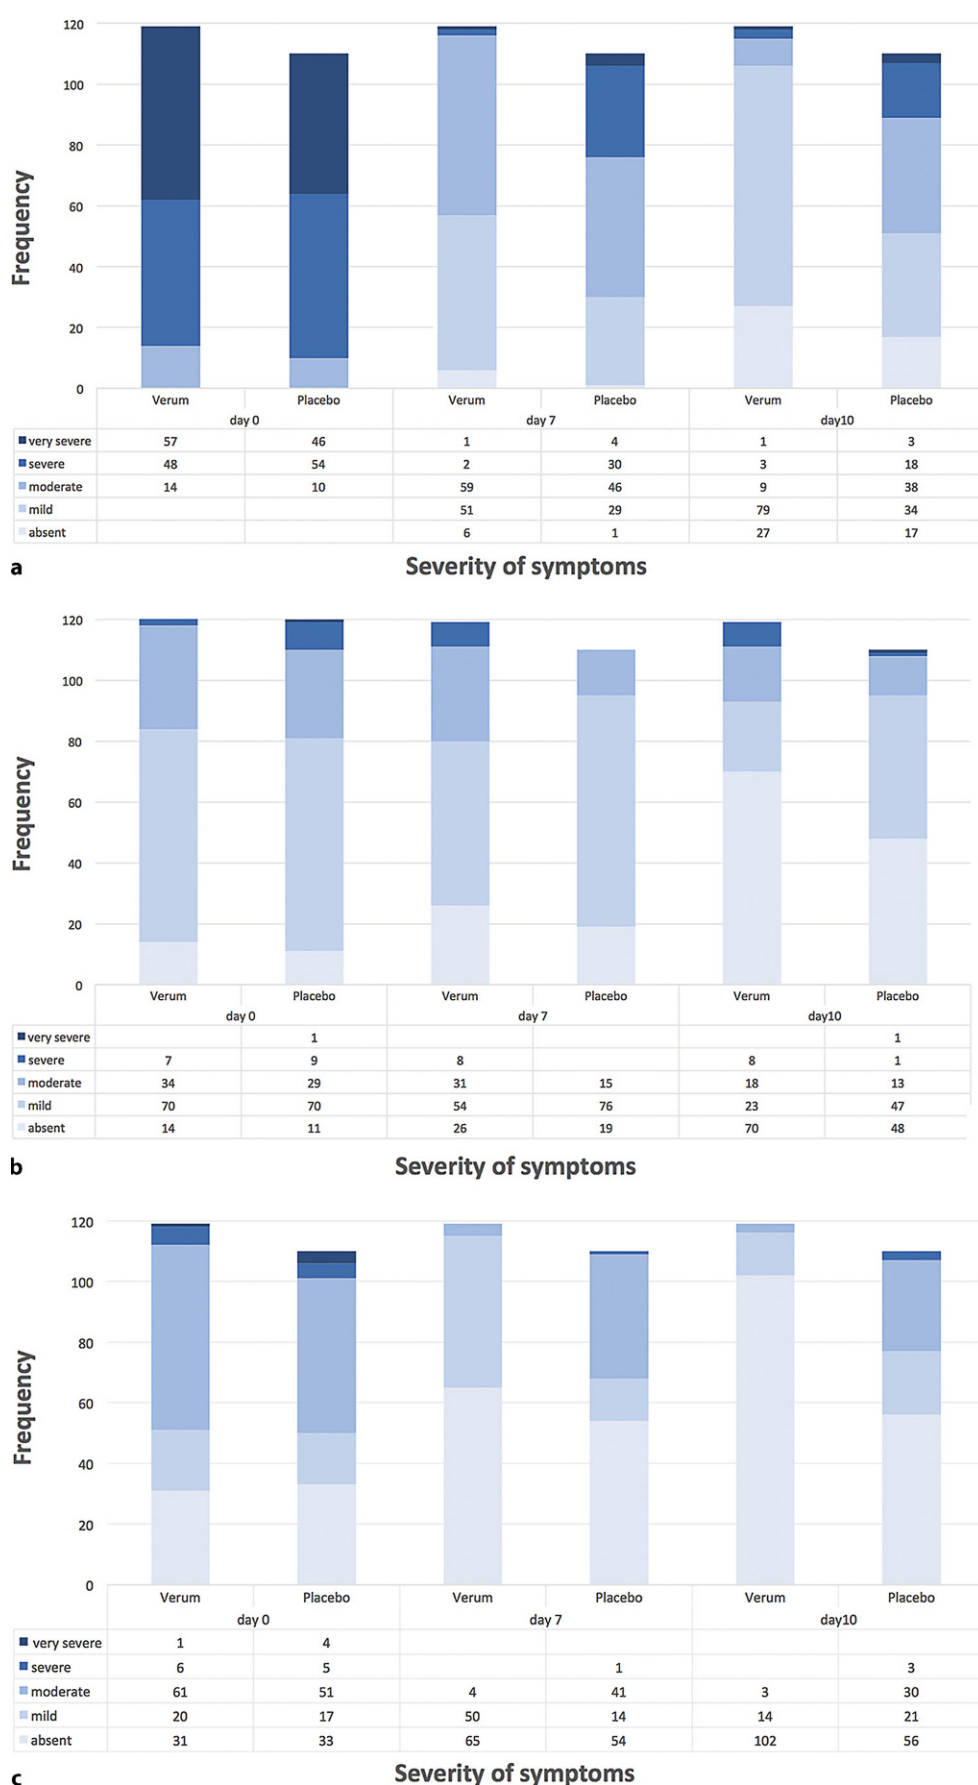 120
100
80
60
40
20
0
Frequency
Verum Placebo Verum Placebo Verum Placebo
day 0 day 7 day10
very severe 57 46 1 4 1 3
severe 48 54 2 30 3 18
moderate 14 10 59 46 9 38
mild 51 29 79 34
absent 6 1 27 17
Severity of symptoms
a
120
100
80
60
40
20
0
Frequency
Verum Placebo Verum Placebo Verum Placebo
day 0 day 7 day10
very severe 1 1
severe 7 9 8 8 1
moderate 34 29 31 15 18 13
mild 70 70 54 76 23 47
absent 14 11 26 19 70 48
Severity of symptoms
b
120
100
80
60
40
20
0
Frequency
Verum Placebo Verum Placebo Verum Placebo
day 0 day 7 day10
very severe 1 4
severe 6 5 1 3
moderate 61 51 4 41 3 30
mild 20 17 50 14 14 21
absent 31 33 65 54 102 56
Severity of symptoms
c